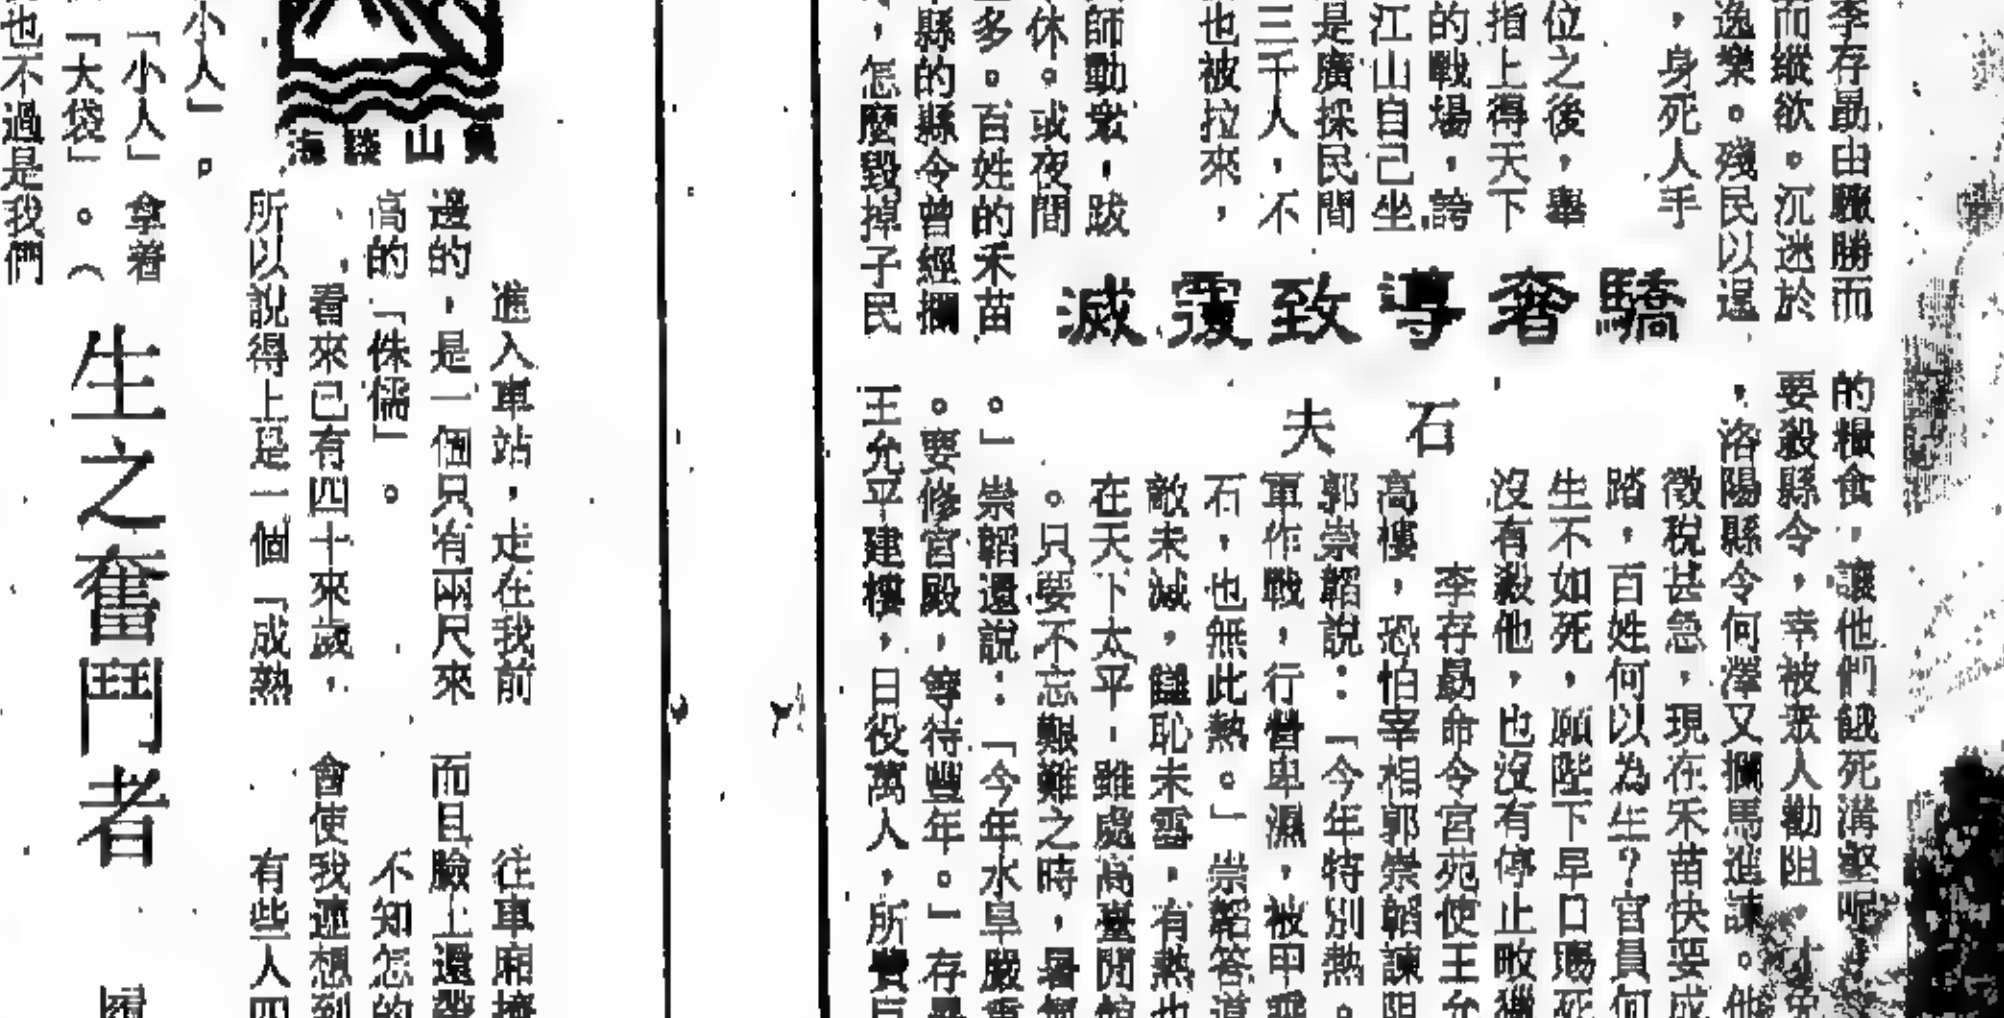 李存勗由驕勝而
而縱欲。沉迷於
逸樂。殘民以逞
，身死人手
位之後，舉
指上得天下
的戰場，誇
江山自己坐
是廣採民間
三千人，不
也被拉來，
師動眾，跋
休。或夜間
多。百姓的禾苗
縣的縣令曾經攔
，怎麼毀掉子民
驕奢導致覆滅
石夫
的糧食，讓他們餓死溝壑呢
要殺縣令，幸被眾人勸阻，才免
，洛陽縣令何澤又攔馬進諫。他
徵稅甚急，現在禾苗快要成
踏，百姓何以為生？官員何
生不如死，願陛下早日賜死
沒有殺他，也沒有停止畋獵
李存勗命令宮苑使王允
高樓，恐怕宰相郭崇韜諫阻
郭崇韜說：「今年特別熱。
軍作戰，行營卑濕，被甲乘
石，也無此熱。」崇韜答道
敵未滅，讎恥未雪，有熱也
在天下太平，雖處高臺閒館
。只要不忘艱難之時，暑氣
。」崇韜還說：「今年水旱嚴重
。要修宮殿，等待豐年。」存勗
王允平建樓，日役萬人，所費巨
黃山談海
進入車站，走在我前
邊的，是一個只有兩尺來
高的「侏儒」。
看來已有四十來歲，
所以說得上是一個「成熟
小人」。
「小人」拿着
「大袋」。（
也不過是我們
生之奮鬥者
往車廂擠
而且臉上還帶
不知怎的
會使我連想到
有些人四